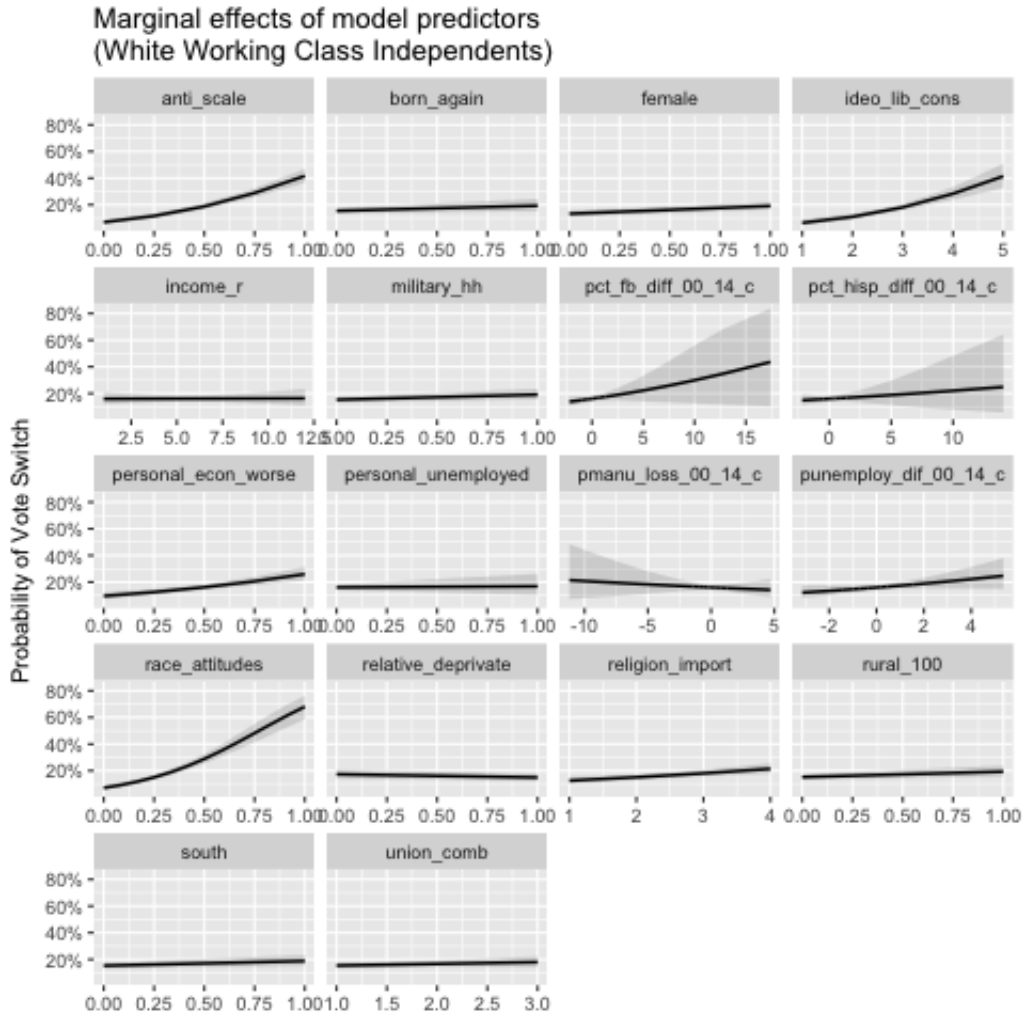 Marginal effects of model predictors
(White Working Class Independents)
Probability of Vote Switch
anti_scale born_again female ideo_lib_cons
80%
60%
40%
20%
0.00 0.25 0.50 0.75 1.00 0.00 0.25 0.50 0.75 1.00 0.00 0.25 0.50 0.75 1.00 1 2 3 4 5
income_r military_hh pct_fb_diff_00_14_c pct_hisp_diff_00_14_c
80%
60%
40%
20%
2.5 5.0 7.5 10.0 12.5 0.00 0.25 0.50 0.75 1.00 0 5 10 15 0 5 10
personal_econ_worse personal_unemployed pmanu_loss_00_14_c punemploy_dif_00_14_c
80%
60%
40%
20%
0.00 0.25 0.50 0.75 1.00 0.00 0.25 0.50 0.75 1.00 -10 -5 0 5 -2 0 2 4
race_attitudes relative_deprivate religion_import rural_100
80%
60%
40%
20%
0.00 0.25 0.50 0.75 1.00 0.00 0.25 0.50 0.75 1.00 1 2 3 4 0.00 0.25 0.50 0.75 1.00
south union_comb
80%
60%
40%
20%
0.00 0.25 0.50 0.75 1.00 1.0 1.5 2.0 2.5 3.0